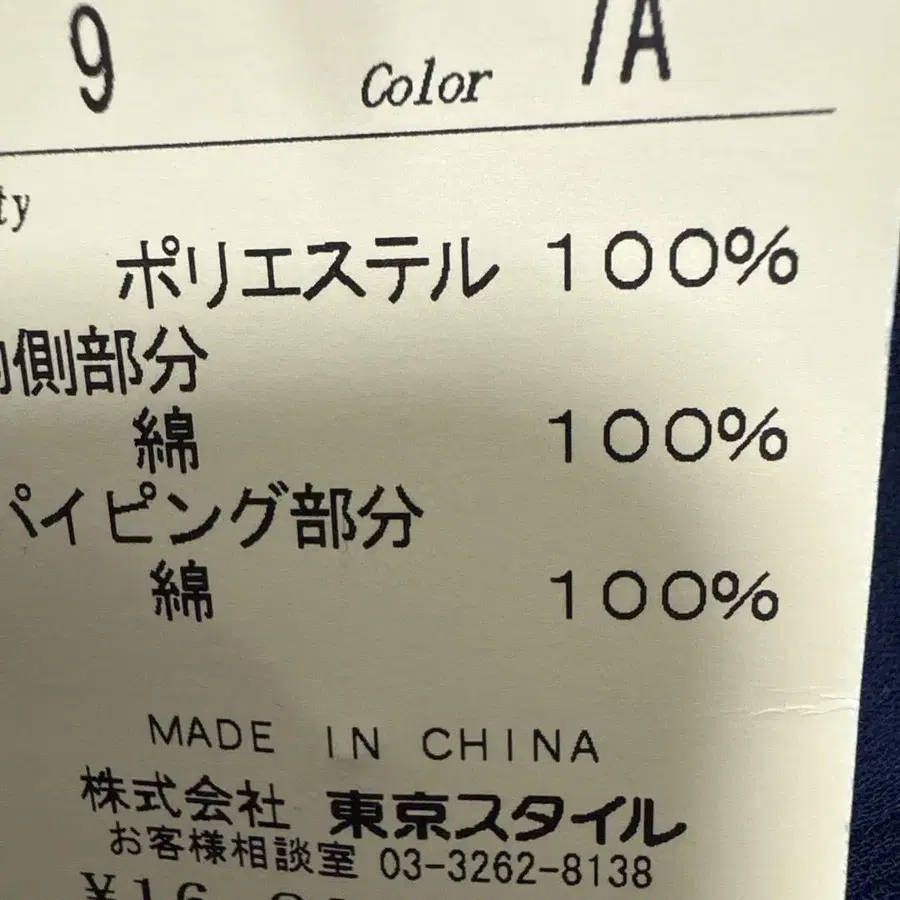 9 Color 7A
ty
ポリエステル 100%
側部分
綿 100%
パイピング部分
綿 100%
MADE IN CHINA
株式会社 東京スタイル
お客様相談室 03-3262-8138
¥16